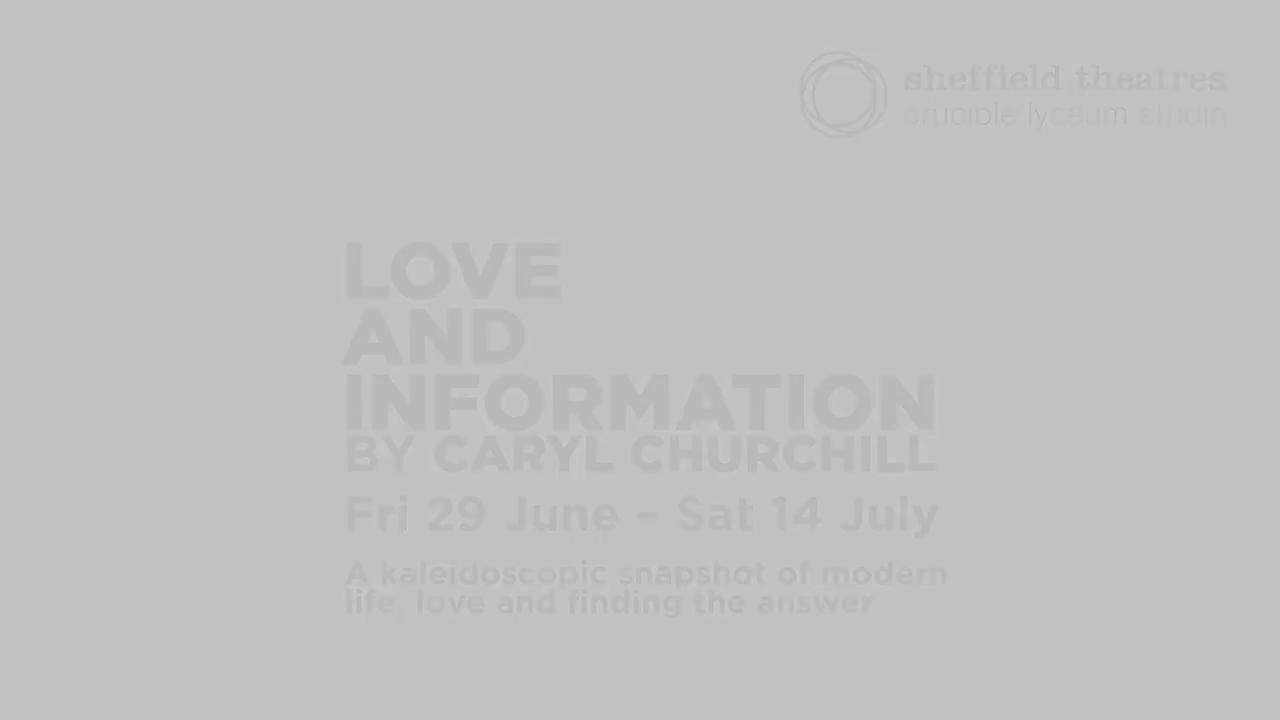 sheffield theatres
crucible lyceum studio
LOVE
AND
INFORMATION
BY CARYL CHURCHILL
Fri 29 June – Sat 14 July
A kaleidoscopic snapshot of modern
life, love and finding the answer